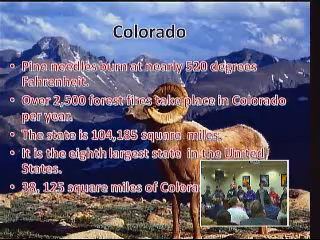 Colorado
• Pine needles burn at nearly 520 degrees
Fahrenheit.
• Over 2,500 forest fires take place in Colorado
per year.
• The state is 104,185 square miles.
• It is the eighth largest state in the United
States.
• 38, 125 square miles of Colora